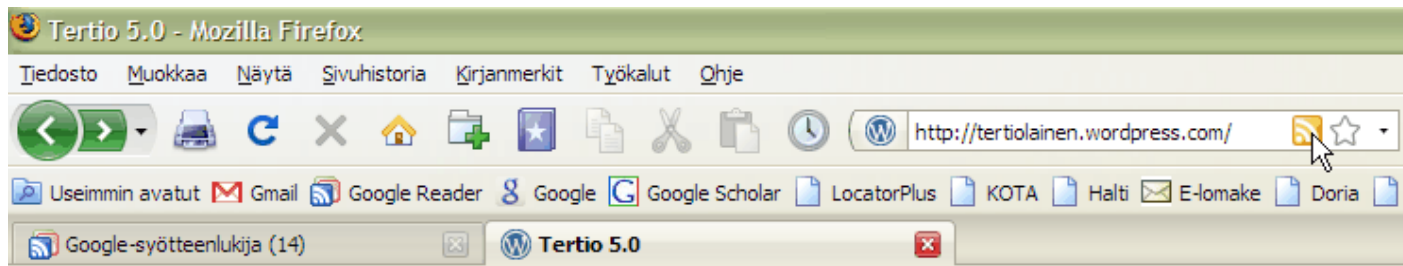 Tertio 5.0 - Mozilla Firefox
Tiedosto Muokkaa Näytä Sivuhistoria Kirjanmerkit Työkalut Ohje
http://tertiolainen.wordpress.com/
Useimmin avatut Gmail Google Reader Google Google Scholar LocatorPlus KOTA Halti E-lomake Doria
Google-syötteenlukija (14) Tertio 5.0